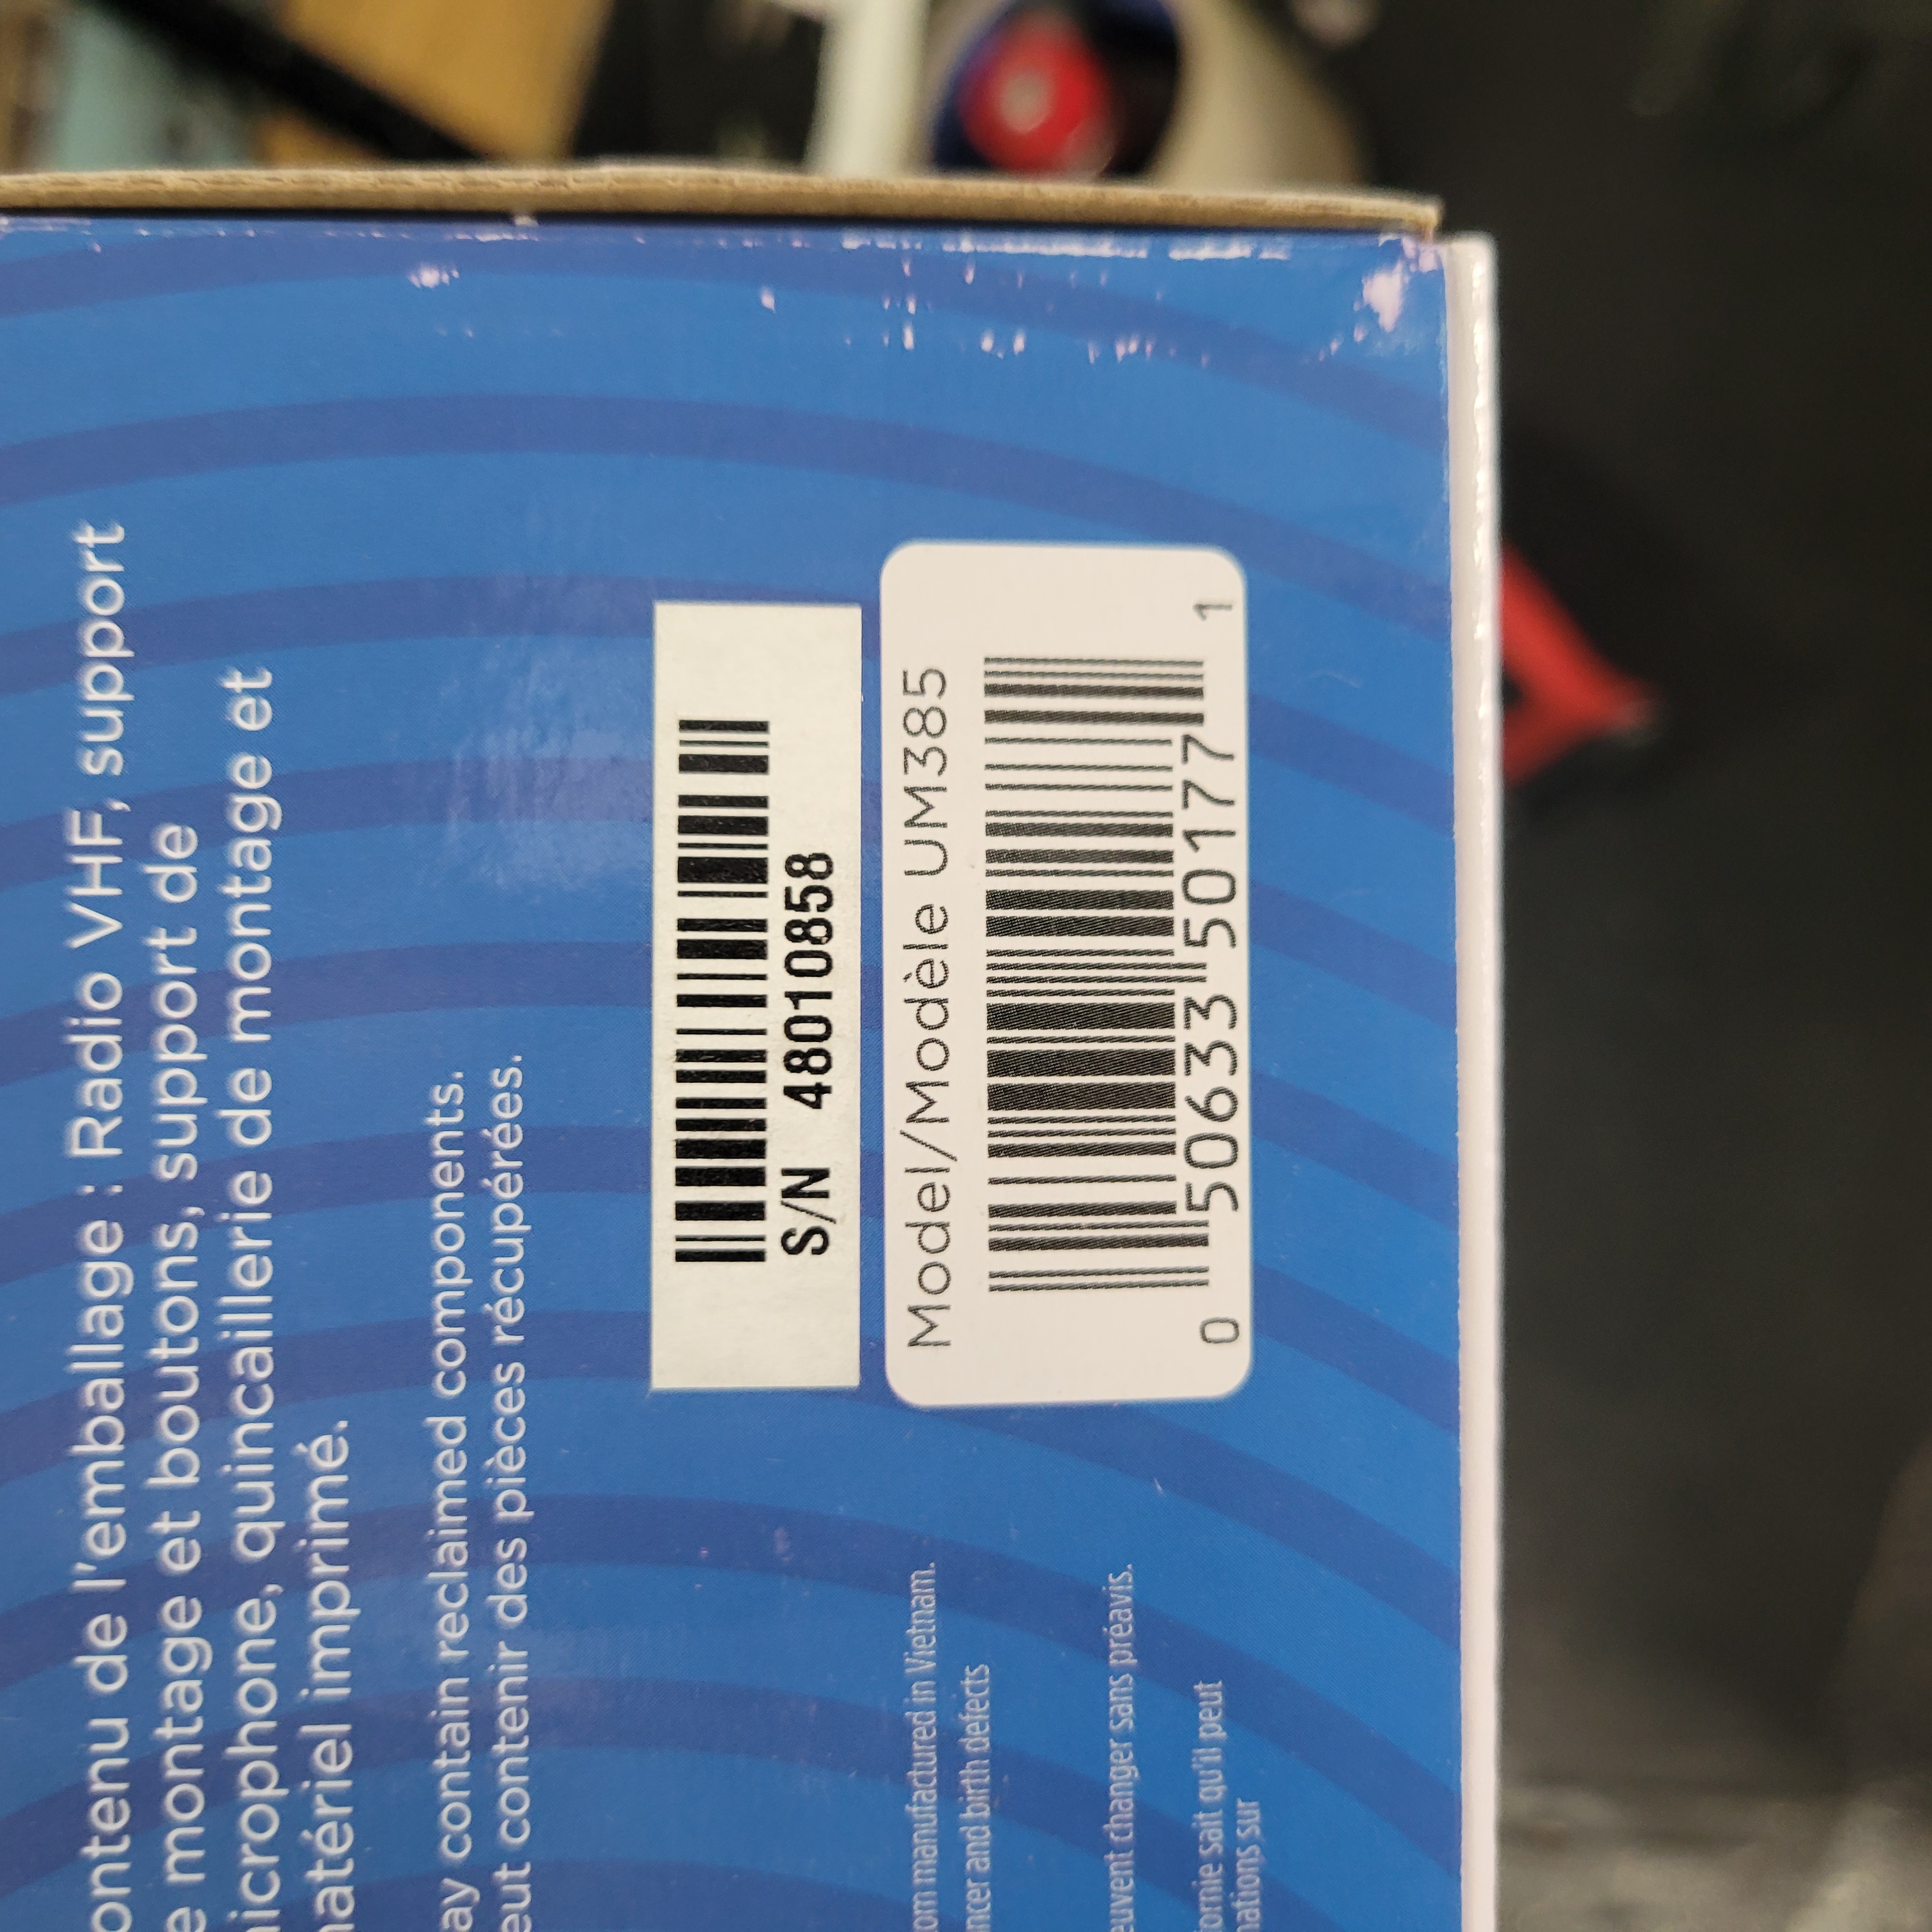 ontenu de l'emballage : Radio VHF, support
e montage et boutons, support de
icrophone, quincaillerie de montage et
atériel imprimé.
ay contain reclaimed components.
eut contenir des pièces récupérées.
S/N 48010858
Model/Modèle UM385
0 50633 50177 1
om manufactured in Vietnam.
ncer and birth defects
euvent changer sans préavis.
ornie sait qu'il peut
mations sur